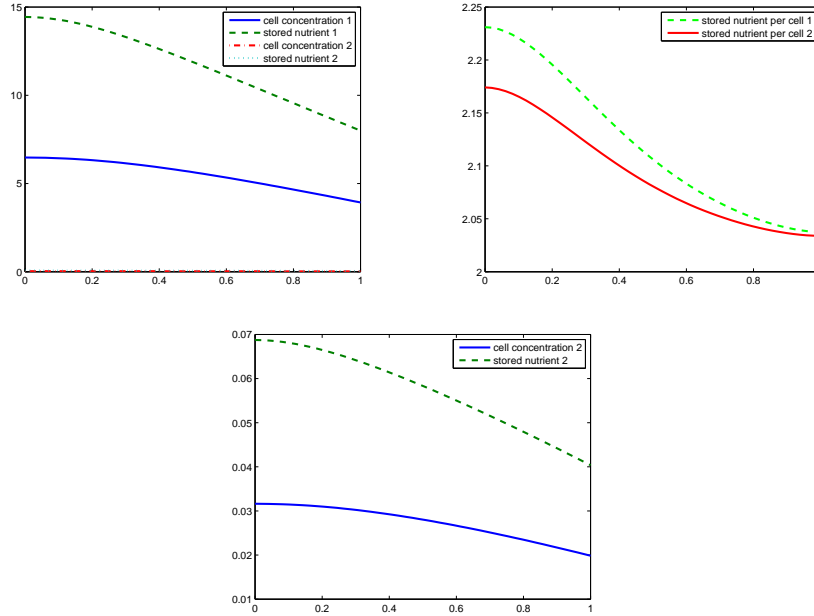 15
10
5
0
0 0.2 0.4 0.6 0.8 1
cell concentration 1
stored nutrient 1
cell concentration 2
stored nutrient 2
2.25
2.2
2.15
2.1
2.05
2
0 0.2 0.4 0.6 0.8
stored nutrient per cell 1
stored nutrient per cell 2
0.07
0.06
0.05
0.04
0.03
0.02
0.01
0 0.2 0.4 0.6 0.8 1
cell concentration 2
stored nutrient 2